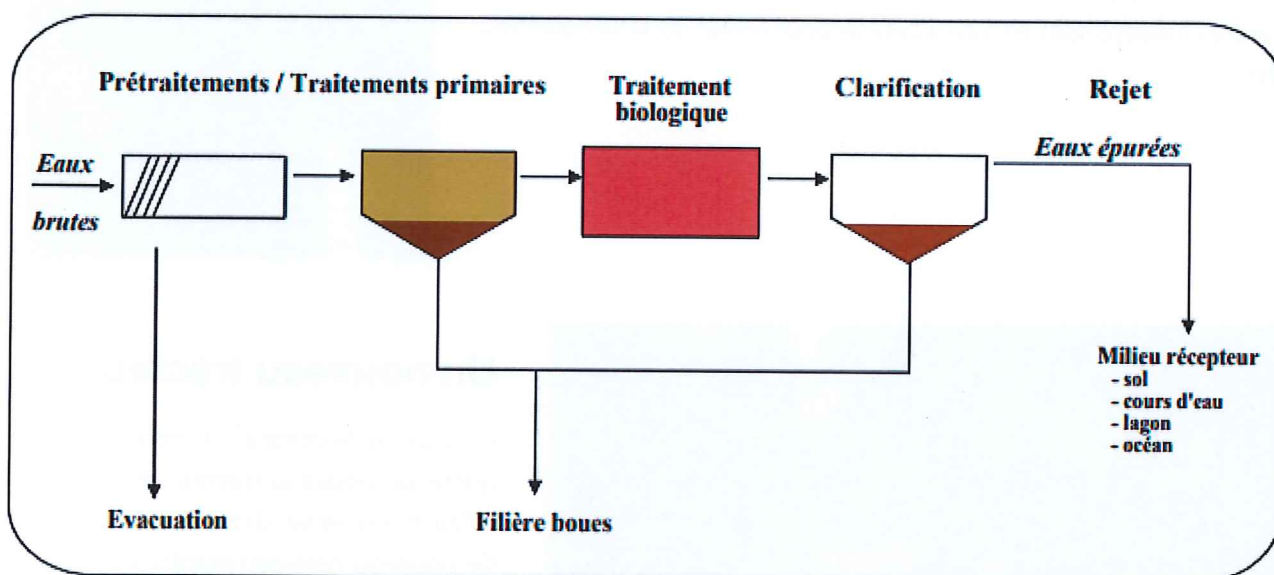 Prétraitements / Traitements primaires
Traitement
biologique
Clarification
Rejet
Eaux
brutes
Eaux épurées
Milieu récepteur
- sol
- cours d'eau
- lagon
- océan
Evacuation
Filière boues